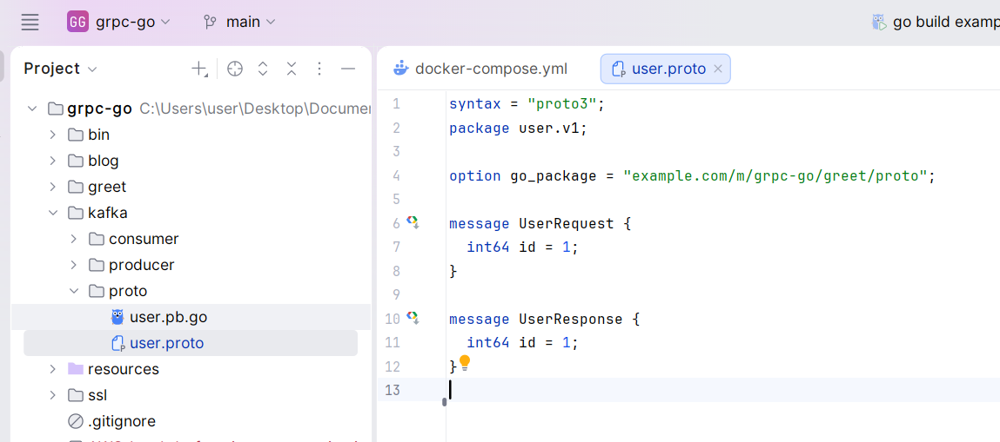 GG grpc-go main go build examp
Project
docker-compose.yml user.proto
grpc-go C:\Users\user\Desktop\Documen
bin
blog
greet
kafka
consumer
producer
proto
user.pb.go
user.proto
resources
ssl
.gitignore
1 syntax = "proto3";
2 package user.v1;
3
4 option go_package = "example.com/m/grpc-go/greet/proto";
5
6 message UserRequest {
7 int64 id = 1;
8 }
9
10 message UserResponse {
11 int64 id = 1;
12 }
13